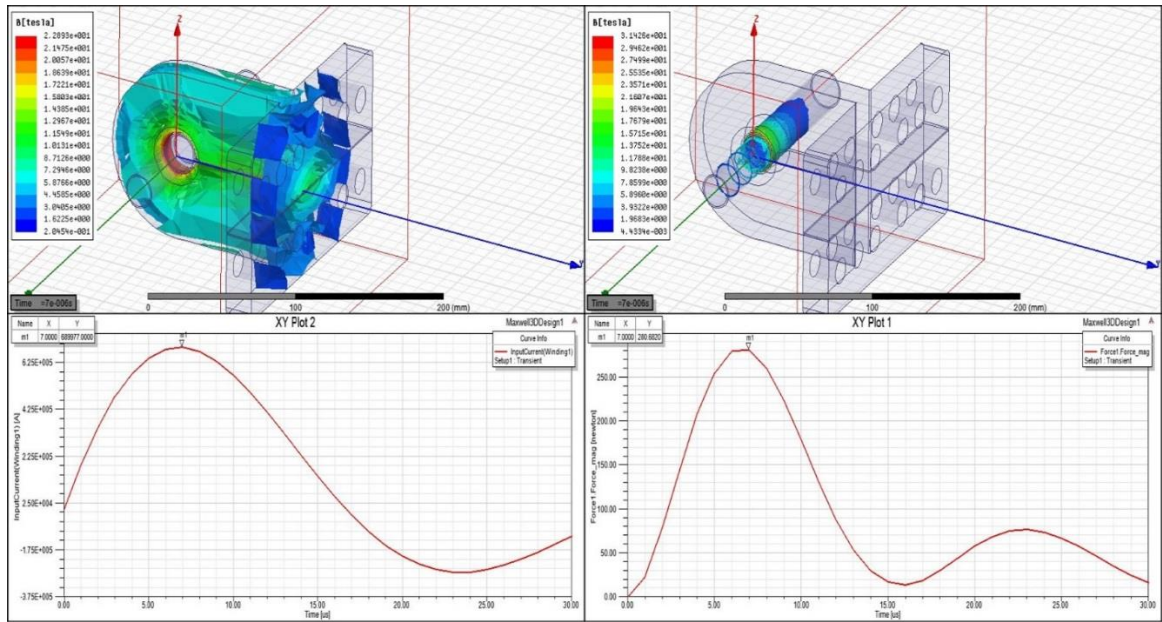 B[tesla]
2.2893e+001
2.1475e+001
2.0057e+001
1.8639e+001
1.7221e+001
1.5803e+001
1.4385e+001
1.2967e+001
1.1549e+001
1.0131e+001
8.7126e+000
7.2946e+000
5.8766e+000
4.4585e+000
3.0405e+000
1.6225e+000
2.0454e-001
Z
Y
Time =7e-006s
0 100 200 (mm)
B[tesla]
3.1428e+001
2.9462e+001
2.7499e+001
2.5535e+001
2.3571e+001
2.1607e+001
1.9643e+001
1.7679e+001
1.5715e+001
1.3752e+001
1.1788e+001
9.8238e+000
7.8599e+000
5.8960e+000
3.9322e+000
1.9683e+000
4.4334e-003
Z
Y
Time =7e-006s
0 100 200 (mm)
XY Plot 2
Maxwell3DDesign1
Name X Y
m1 7.0000 689977.0000
Curve Info
InputCurrent(Winding1)
Setup1 : Transient
m1
InputCurrent(Winding1) [A]
6.25E+005
4.25E+005
2.25E+005
2.50E+004
-1.75E+005
-3.75E+005
0.00 5.00 10.00 15.00 20.00 25.00 30.00
Time [us]
XY Plot 1
Maxwell3DDesign1
Name X Y
m1 7.0000 280.6820
Curve Info
Force1.Force_mag
Setup1 : Transient
m1
Force1.Force_mag [newton]
250.00
200.00
150.00
100.00
50.00
0.00
0.00 5.00 10.00 15.00 20.00 25.00 30.00
Time [us]